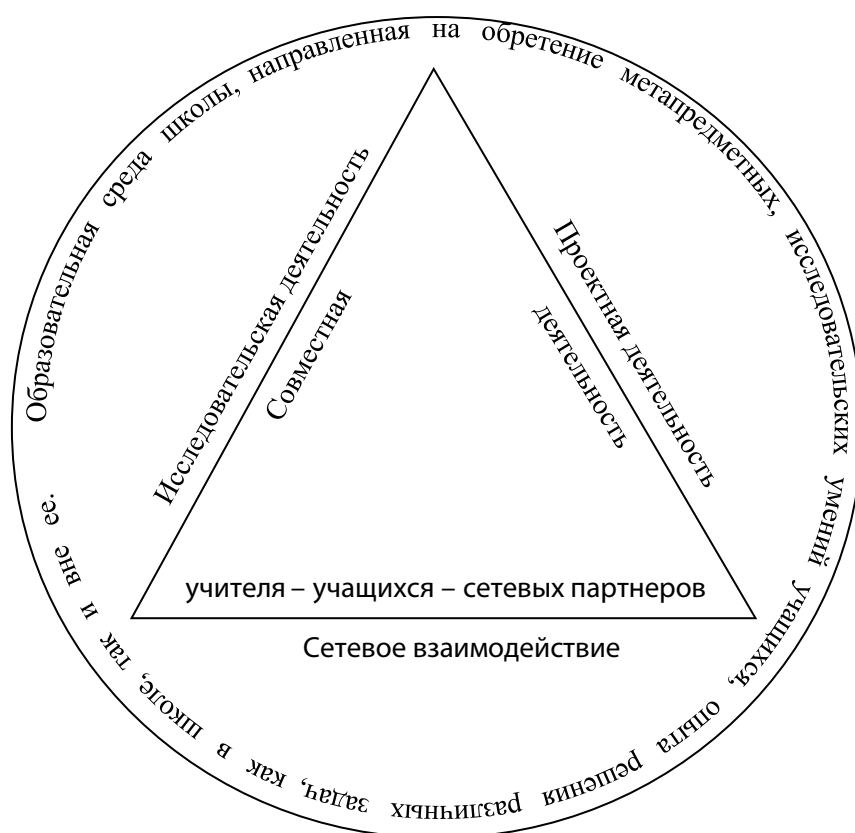 Образовательная среда школы, направленная на обретение метапредметных, исследовательских умений учащихся, опыта решения различных задач, как в школе, так и вне ее.
Исследовательская деятельность
Совместная
Проектная деятельность
деятельность
учителя – учащихся – сетевых партнеров
Сетевое взаимодействие